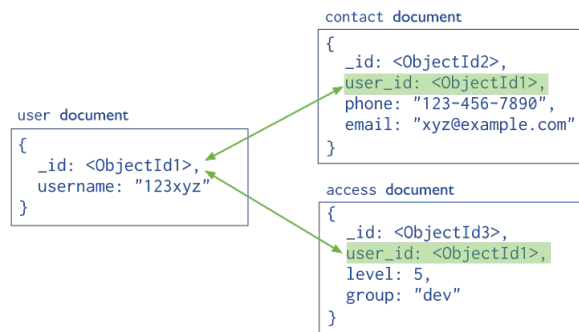 contact document
{
_id: <ObjectId2>,
user_id: <ObjectId1>,
phone: "123-456-7890",
email: "xyz@example.com"
}
user document
{
_id: <ObjectId1>,
username: "123xyz"
}
access document
{
_id: <ObjectId3>,
user_id: <ObjectId1>,
level: 5,
group: "dev"
}